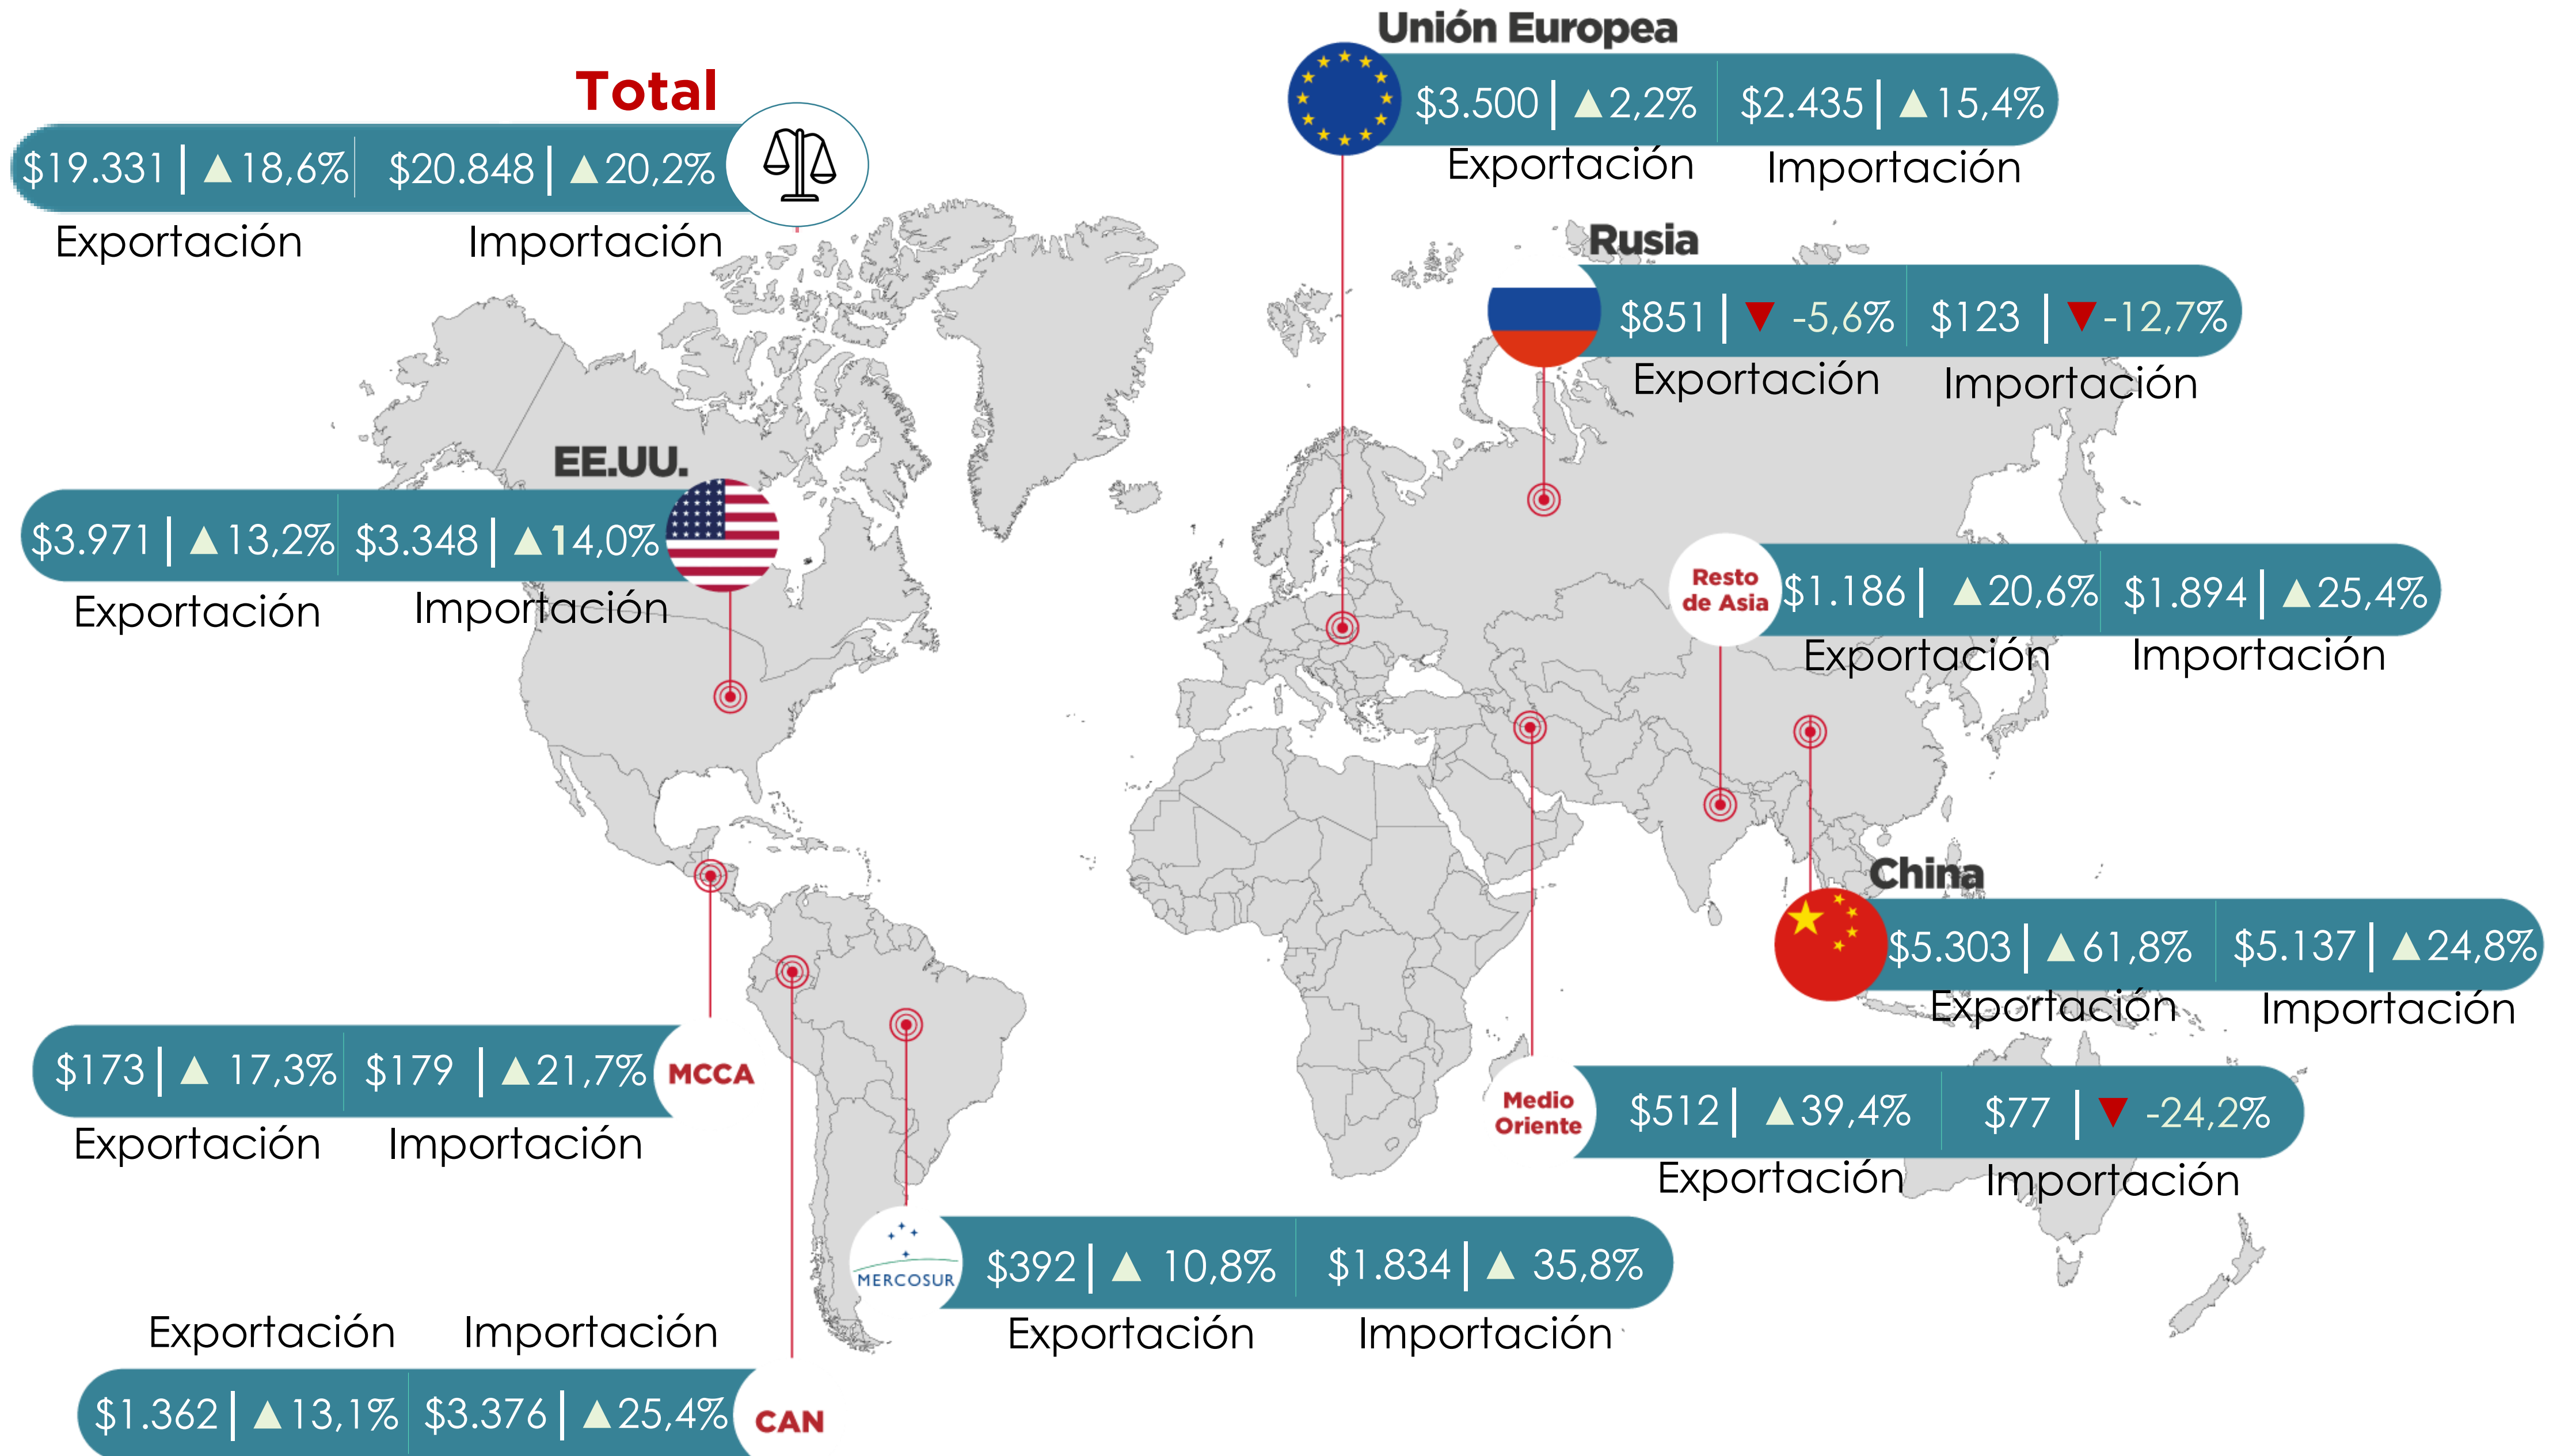 Total
$19.331 | ▲18,6% $20.848 | ▲20,2%
Exportación Importación
Unión Europea
$3.500 | ▲2,2% $2.435 | ▲15,4%
Exportación Importación
Rusia
$851 | ▼ -5,6% $123 | ▼-12,7%
Exportación Importación
EE.UU.
$3.971 | ▲13,2% $3.348 | ▲14,0%
Exportación Importación
Resto
de Asia
$1.186 | ▲20,6% $1.894 | ▲25,4%
Exportación Importación
China
$5.303 | ▲61,8% $5.137 | ▲24,8%
Exportación Importación
$173 | ▲ 17,3% $179 | ▲21,7% MCCA
Exportación Importación
Medio
Oriente
$512 | ▲39,4% $77 | ▼ -24,2%
Exportación Importación
MERCOSUR
$392 | ▲ 10,8% $1.834 | ▲ 35,8%
Exportación Importación
Exportación Importación
$1.362 | ▲13,1% $3.376 | ▲25,4% CAN